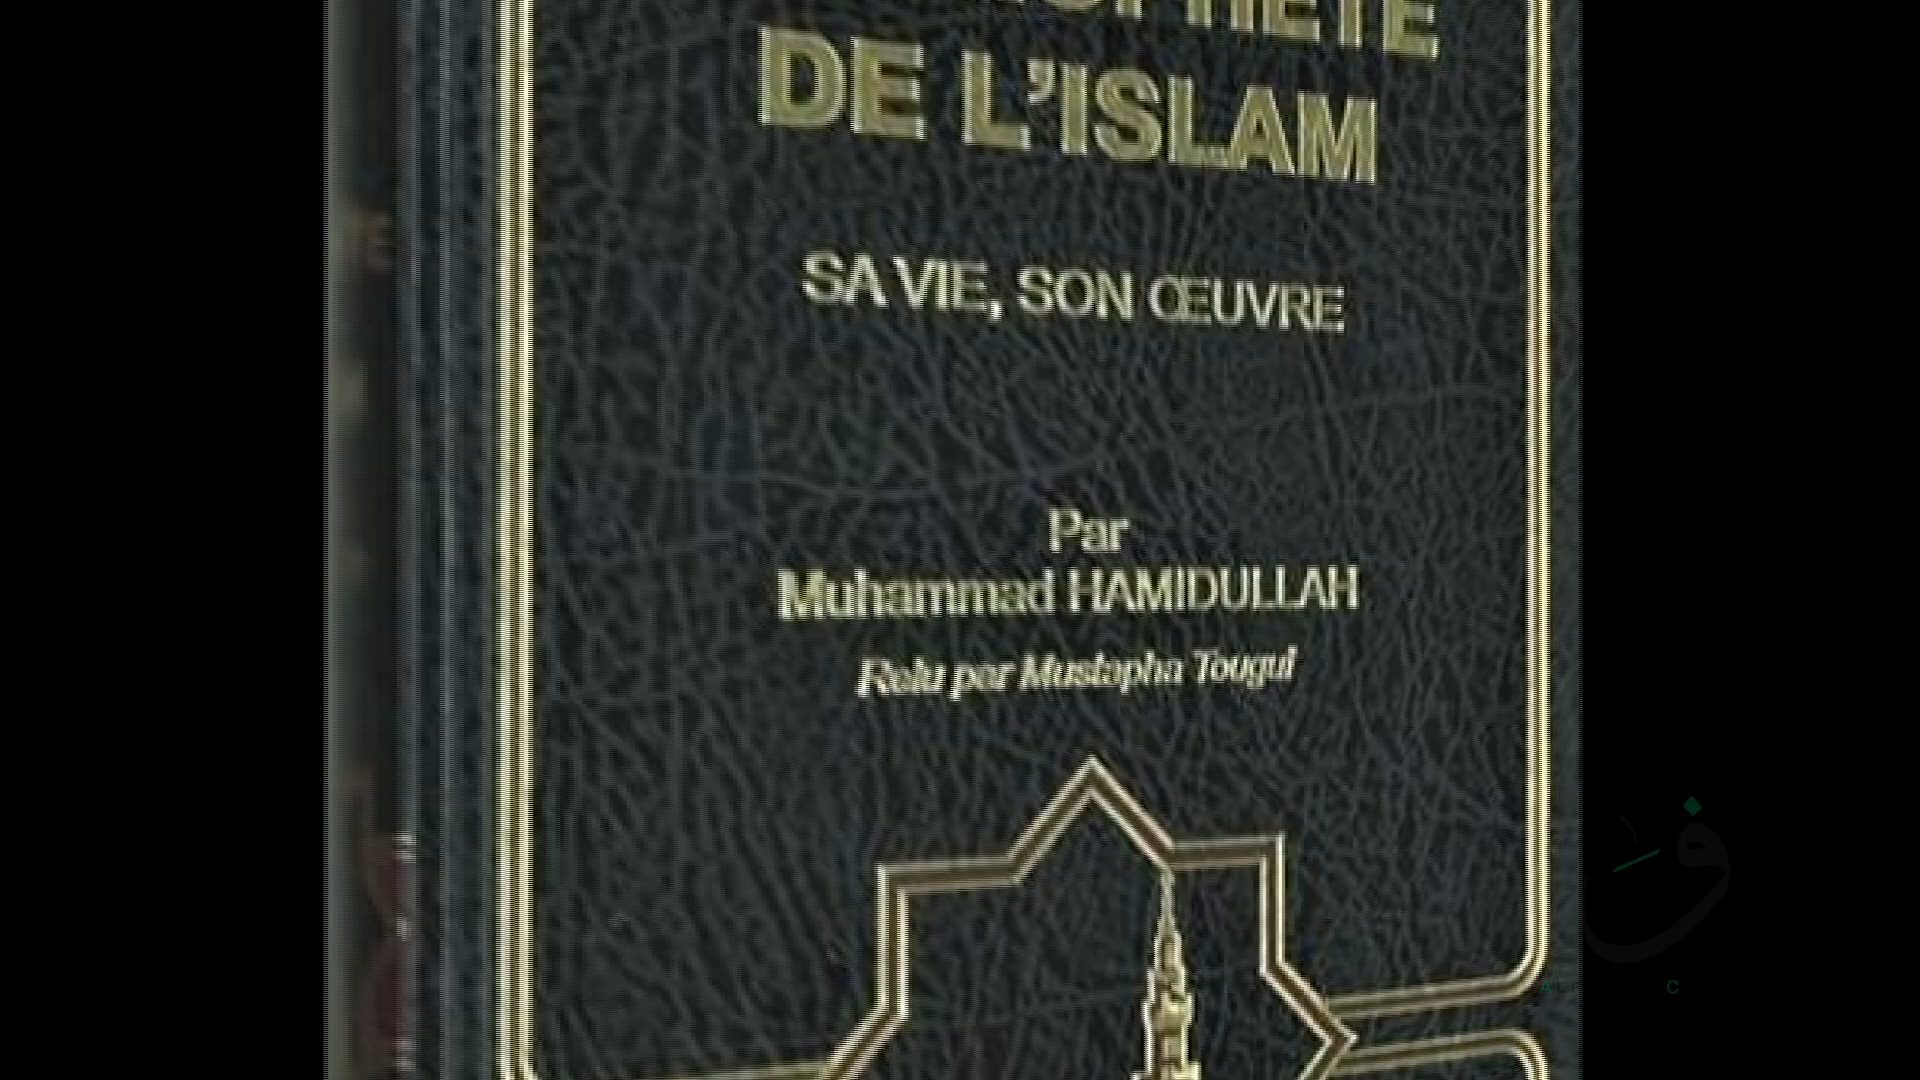 DE L'ISLAM
SA VIE, SON ŒUVRE
Par
Muhammad HAMIDULLAH
Relu par Mustapha Tougui